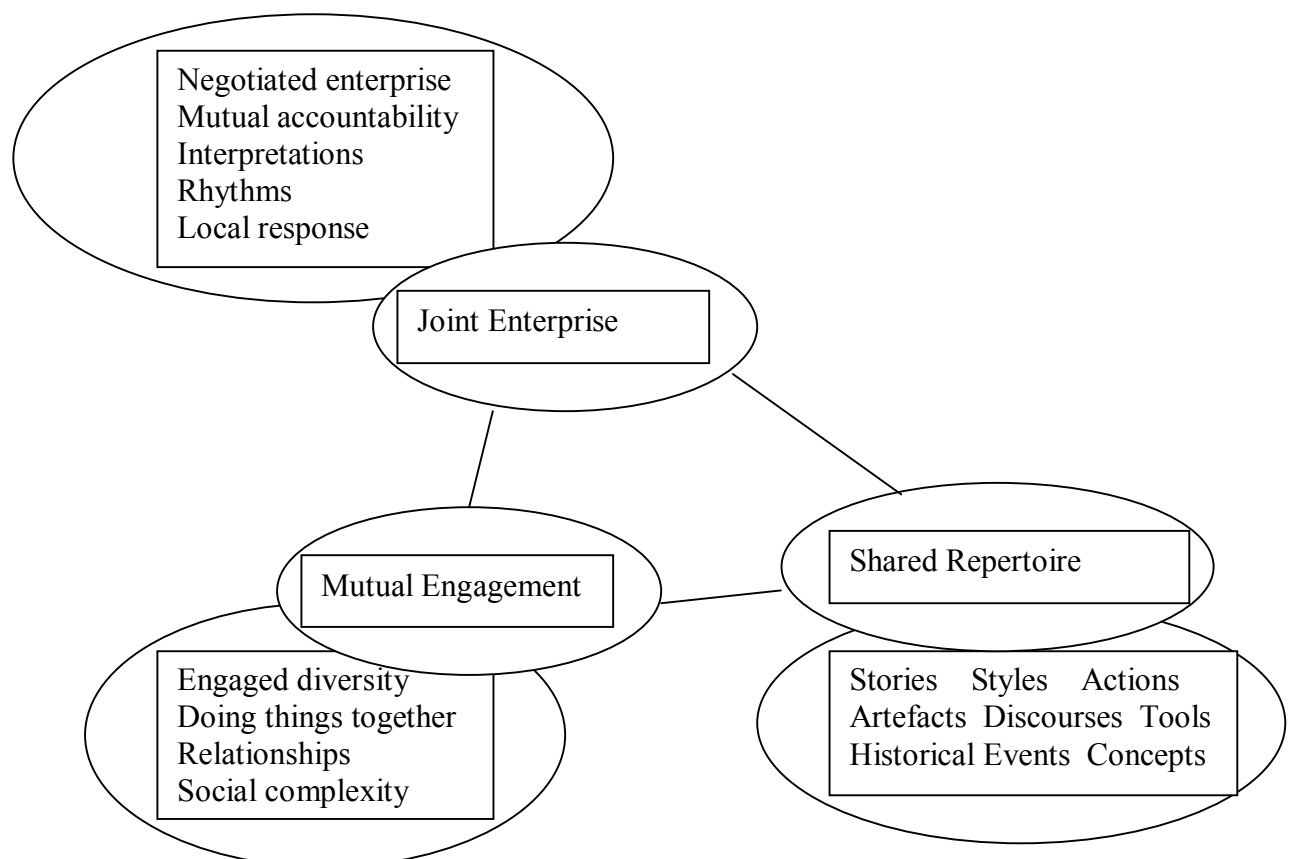 Negotiated enterprise
Mutual accountability
Interpretations
Rhythms
Local response
Joint Enterprise
Mutual Engagement
Engaged diversity
Doing things together
Relationships
Social complexity
Shared Repertoire
Stories Styles Actions
Artefacts Discourses Tools
Historical Events Concepts